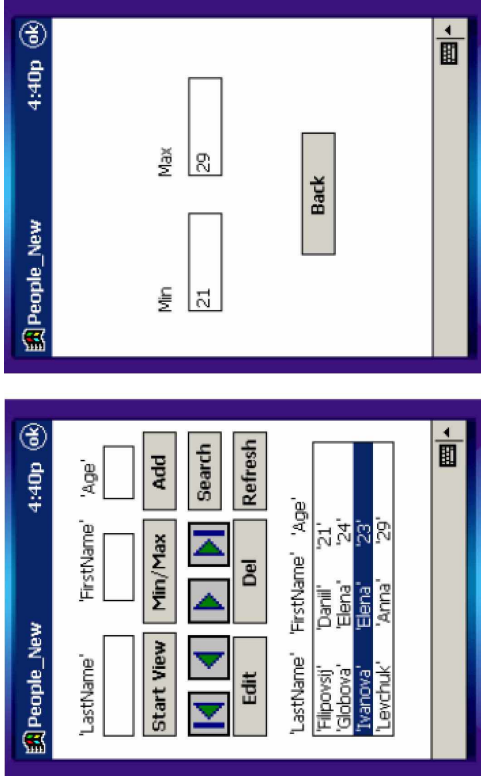 People_New 4:40p ok
'LastName' 'FirstName' 'Age'
Start View Min/Max Add
Search
Edit Del Refresh
'LastName' 'FirstName' 'Age'
'Filipovsij' 'Daniil' '21'
'Globova' 'Elena' '24'
'Ivanova' 'Elena' '23'
'Levchuk' 'Anna' '29'
People_New 4:40p ok
Min Max
21 29
Back